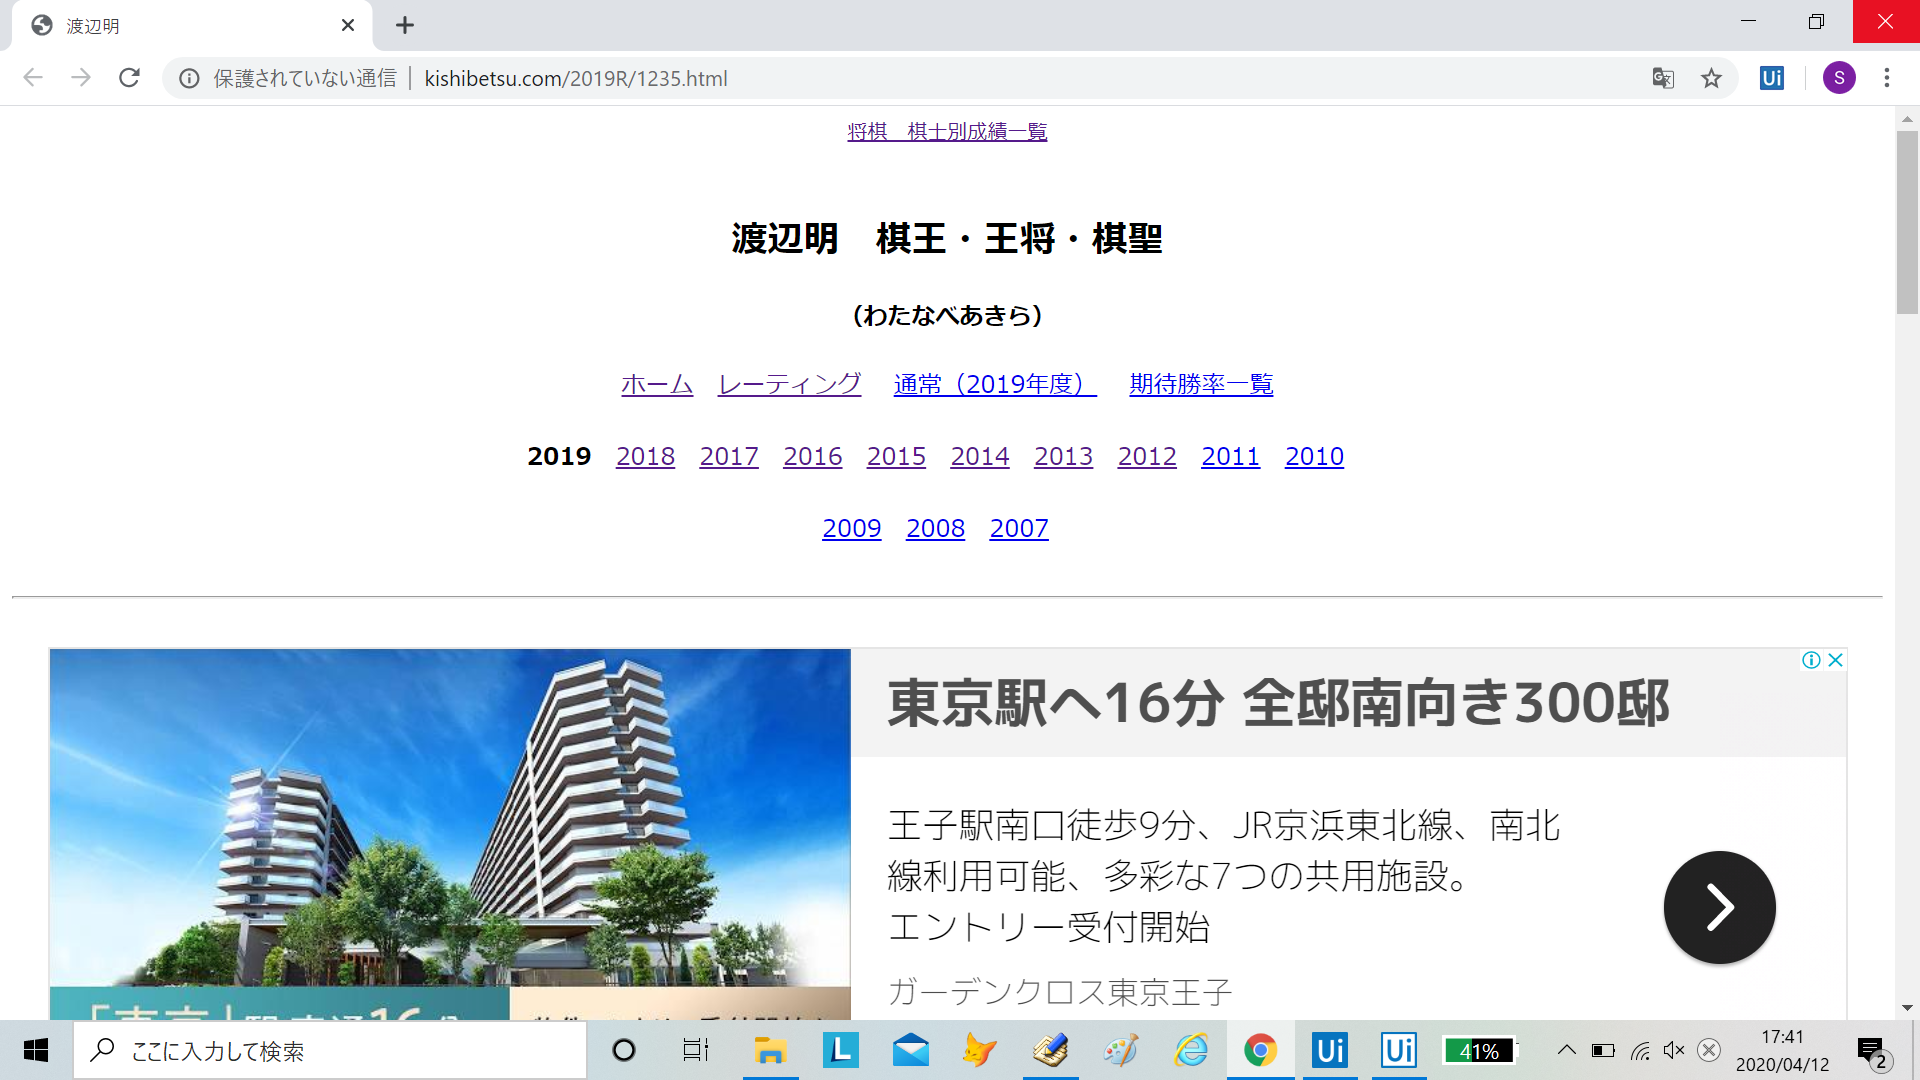 渡辺明
保護されていない通信 | kishibetsu.com/2019R/1235.html
Ui
S
将棋　棋士別成績一覧
渡辺明　棋王・王将・棋聖
（わたなべあきら）
ホーム レーティング 通常（2019年度） 期待勝率一覧
2019 2018 2017 2016 2015 2014 2013 2012 2011 2010
2009 2008 2007
東京駅へ16分 全邸南向き300邸
王子駅南口徒歩9分、JR京浜東北線、南北
線利用可能、多彩な7つの共用施設。
エントリー受付開始
ガーデンクロス東京王子
ここに入力して検索
L
Ui
Ui
41%
17:41
2020/04/12
2